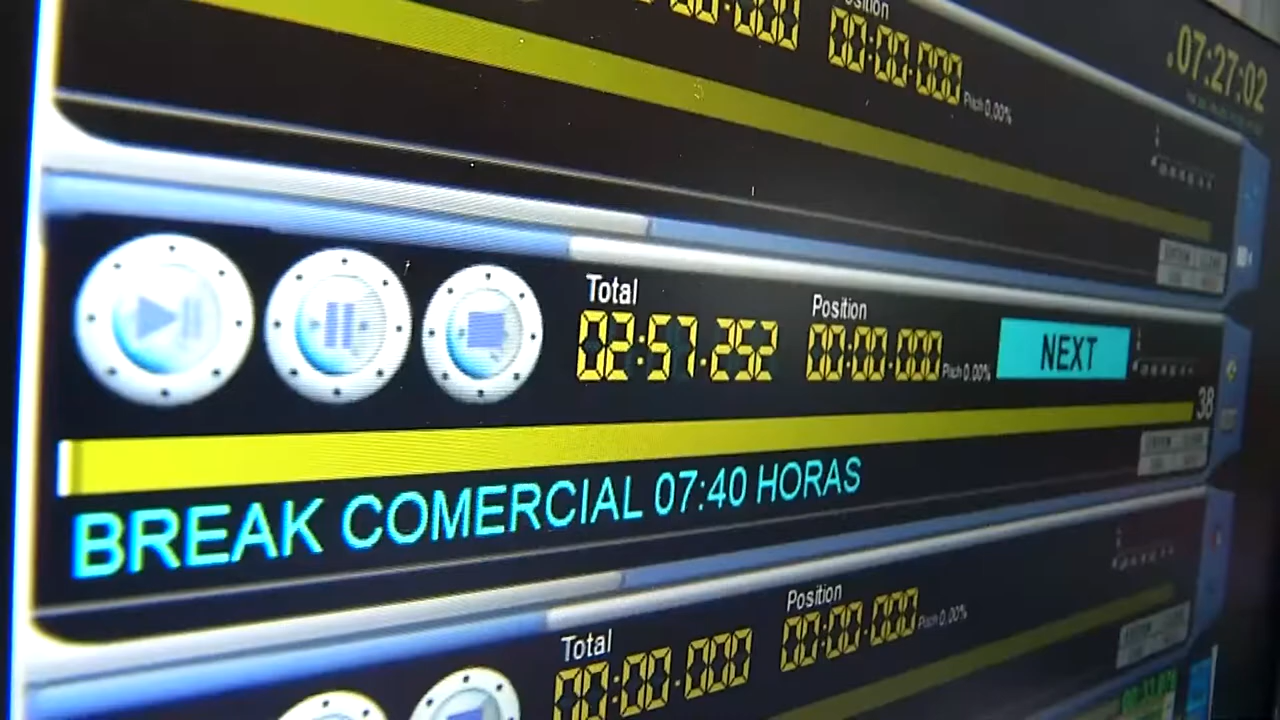 00:00.000
Pitch 0,00%
07:27:02
Total
02:57.252
Position
00:00.000
Pitch 0,00%
NEXT
38
BREAK COMERCIAL 07:40 HORAS
Total
00:00.000
Position
00:00.000
Pitch 0,00%